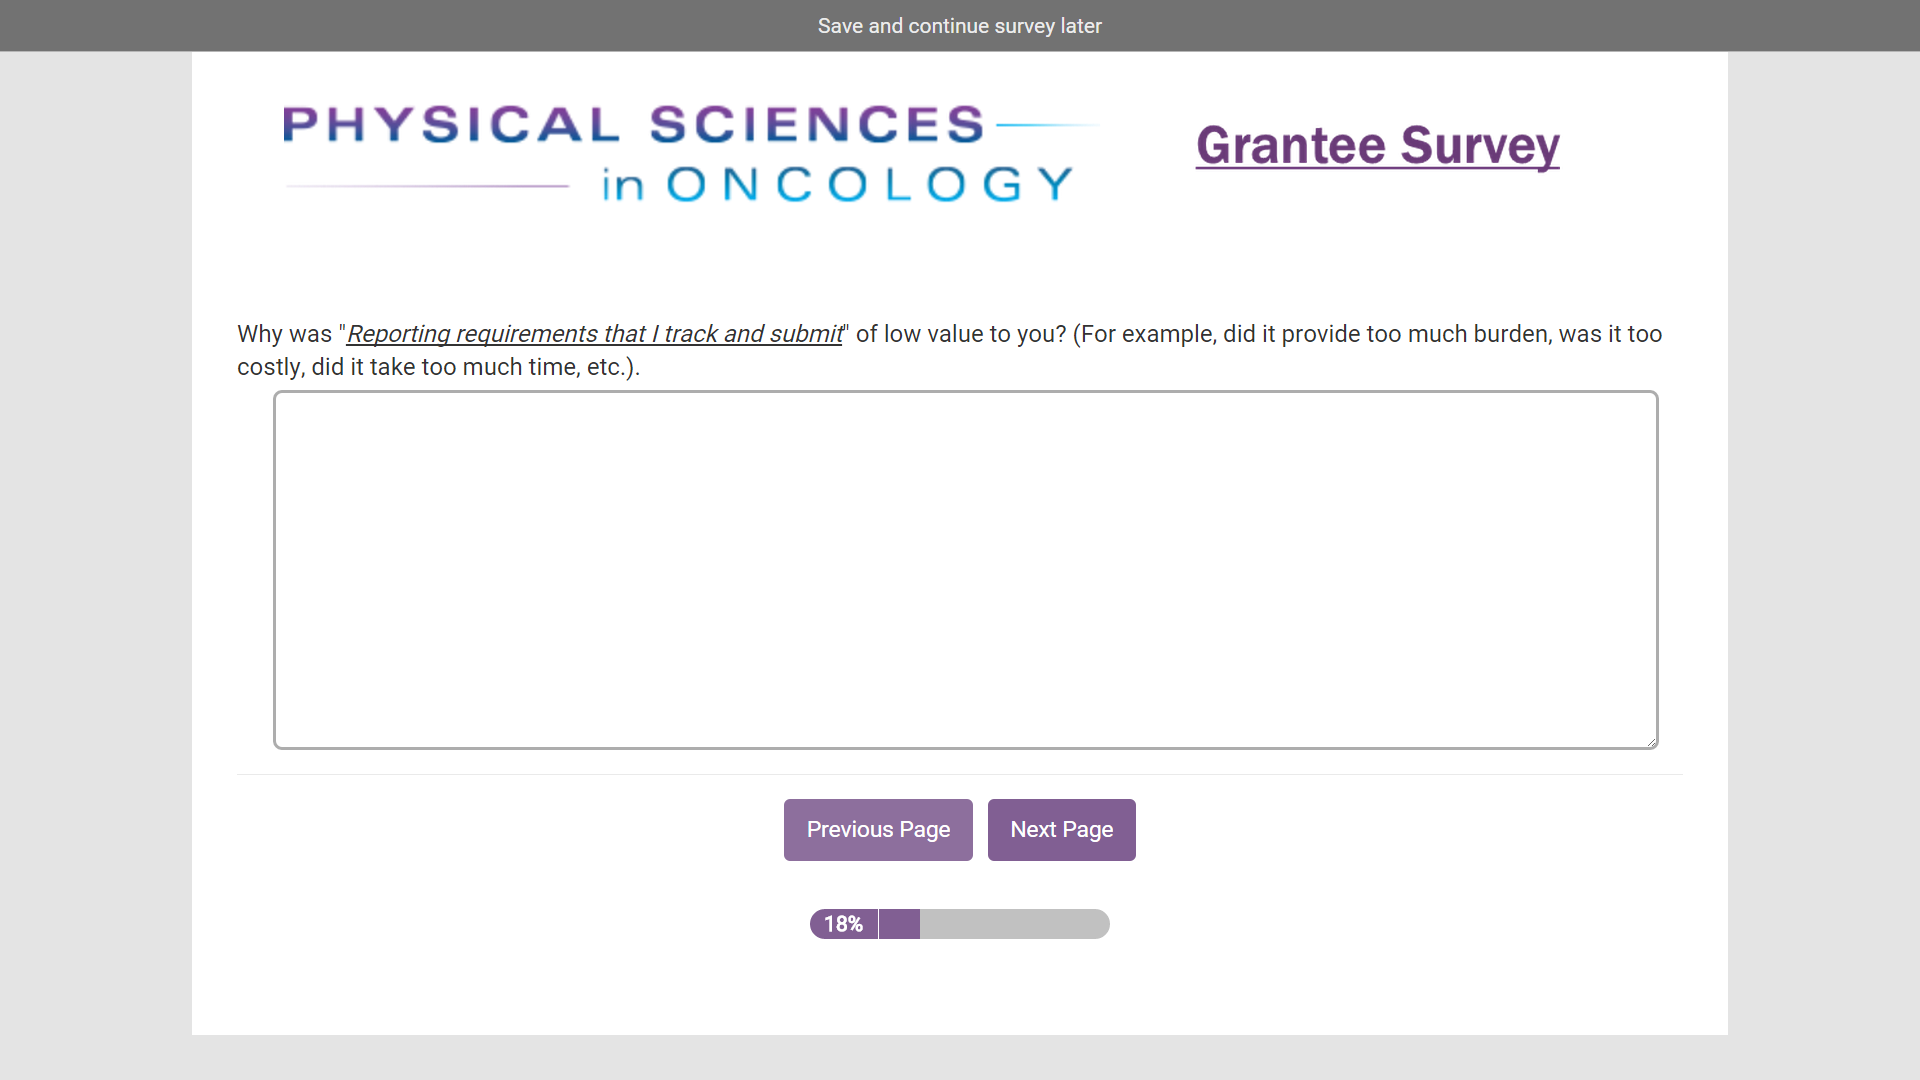 Save and continue survey later
PHYSICAL SCIENCES
in ONCOLOGY
Grantee Survey
Why was "Reporting requirements that I track and submit" of low value to you? (For example, did it provide too much burden, was it too
costly, did it take too much time, etc.).
Previous Page
Next Page
18%